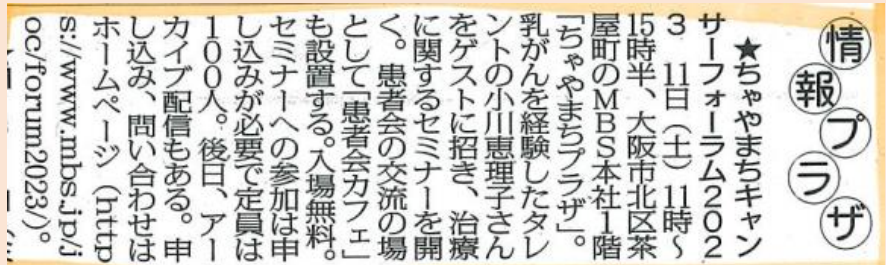 情報プラザ
★ちゃやまちキャン
サーフォーラム202
3 11日(土)11時〜
15時半、大阪市北区茶
屋町のMBS本社1階
「ちゃやまちプラザ」。
乳がんを経験したタレ
ントの小川恵理子さん
をゲストに招き、治療
に関するセミナーを開
く。患者会の交流の場
として「患者会カフェ」
も設置する。入場無料。
セミナーへの参加は申
し込みが必要で定員は
100人。後日、アー
カイブ配信もある。申
し込み、問い合わせは
ホームページ(http
s://www.mbs.jp/j
oc/forum2023/)。